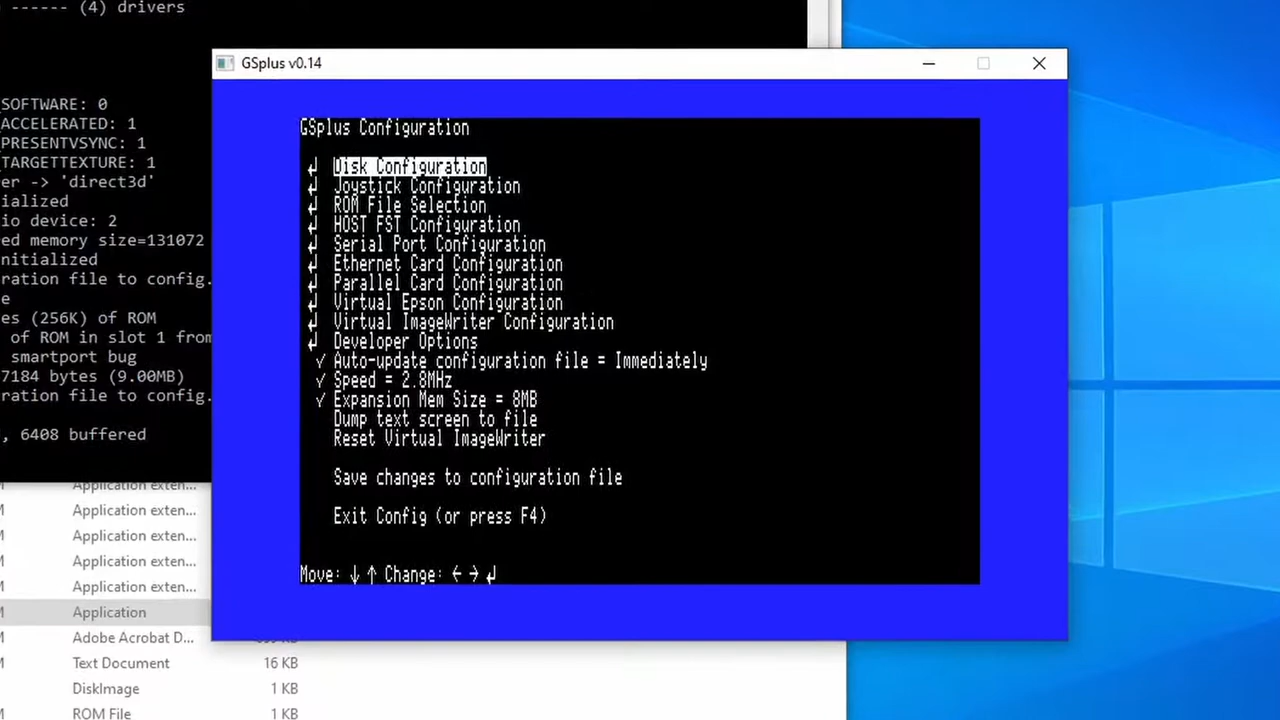 ------ (4) drivers
SOFTWARE: 0
ACCELERATED: 1
PRESENTVSYNC: 1
TARGETTEXTURE: 1
er -> 'direct3d'
ialized
io device: 2
ed memory size=131072
nitialized
ration file to config.
e
es (256K) of ROM
of ROM in slot 1 from
smartport bug
7184 bytes (9.00MB)
ration file to config.
, 6408 buffered
GSplus v0.14
GSplus Configuration
↲ Disk Configuration
↲ Joystick Configuration
↲ ROM File Selection
↲ HOST FST Configuration
↲ Serial Port Configuration
↲ Ethernet Card Configuration
↲ Parallel Card Configuration
↲ Virtual Epson Configuration
↲ Virtual ImageWriter Configuration
↲ Developer Options
√ Auto-update configuration file = Immediately
√ Speed = 2.8MHz
√ Expansion Mem Size = 8MB
Dump text screen to file
Reset Virtual ImageWriter
Save changes to configuration file
Exit Config (or press F4)
Move: ↓ ↑ Change: ← → ↲
M Application exten...
M Application exten...
M Application exten...
M Application exten...
M Application exten...
M Application
M Adobe Acrobat D... KB
M Text Document 16 KB
M DiskImage 1 KB
M ROM File 1 KB